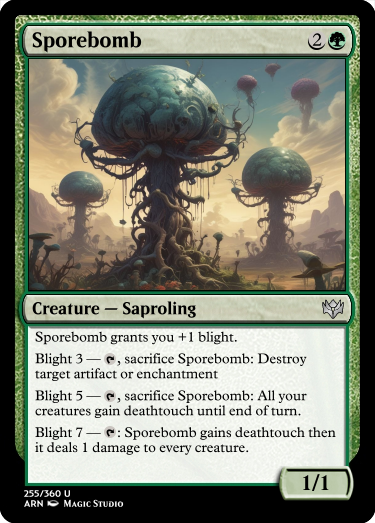 Sporebomb 2
Creature — Saproling
Sporebomb grants you +1 blight.
Blight 3 — , sacrifice Sporebomb: Destroy
target artifact or enchantment
Blight 5 — , sacrifice Sporebomb: All your
creatures gain deathtouch until end of turn.
Blight 7 — : Sporebomb gains deathtouch then
it deals 1 damage to every creature.
1/1
255/360 U
ARN Magic Studio